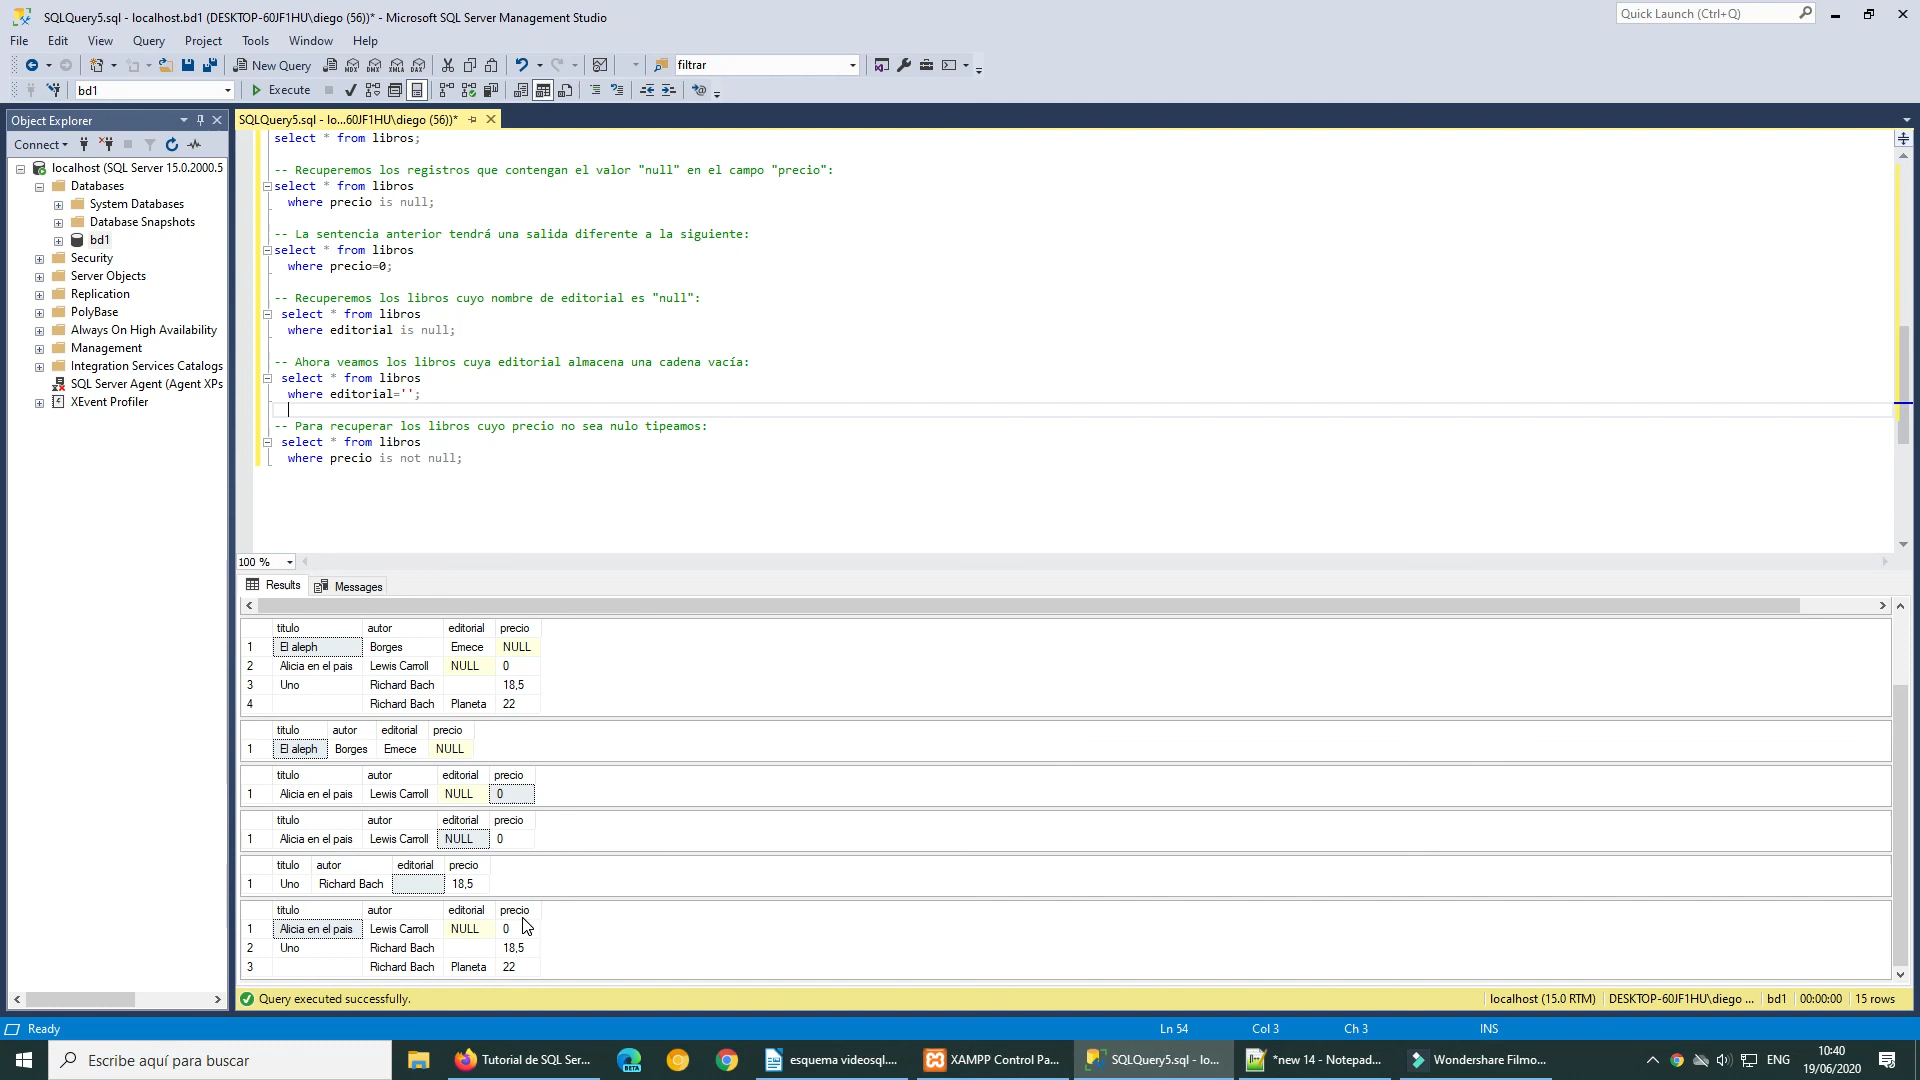 SQLQuery5.sql - localhost.bd1 (DESKTOP-60JF1HU\diego (56))* - Microsoft SQL Server Management Studio
Quick Launch (Ctrl+Q)
File Edit View Query Project Tools Window Help
New Query
MDX DMX XMLA DAX
filtrar
bd1
Execute
Object Explorer
SQLQuery5.sql - lo...60JF1HU\diego (56))*
Connect
localhost (SQL Server 15.0.2000.5
Databases
System Databases
Database Snapshots
bd1
Security
Server Objects
Replication
PolyBase
Always On High Availability
Management
Integration Services Catalogs
SQL Server Agent (Agent XPs
XEvent Profiler
select * from libros;
-- Recuperemos los registros que contengan el valor "null" en el campo "precio":
select * from libros
where precio is null;
-- La sentencia anterior tendrá una salida diferente a la siguiente:
select * from libros
where precio=0;
-- Recuperemos los libros cuyo nombre de editorial es "null":
select * from libros
where editorial is null;
-- Ahora veamos los libros cuya editorial almacena una cadena vacía:
select * from libros
where editorial='';
-- Para recuperar los libros cuyo precio no sea nulo tipeamos:
select * from libros
where precio is not null;
100 %
Results Messages
titulo autor editorial precio
1 El aleph Borges Emece NULL
2 Alicia en el pais Lewis Carroll NULL 0
3 Uno Richard Bach 18,5
4 Richard Bach Planeta 22
titulo autor editorial precio
1 El aleph Borges Emece NULL
titulo autor editorial precio
1 Alicia en el pais Lewis Carroll NULL 0
titulo autor editorial precio
1 Alicia en el pais Lewis Carroll NULL 0
titulo autor editorial precio
1 Uno Richard Bach 18,5
titulo autor editorial precio
1 Alicia en el pais Lewis Carroll NULL 0
2 Uno Richard Bach 18,5
3 Richard Bach Planeta 22
Query executed successfully.
localhost (15.0 RTM) DESKTOP-60JF1HU\diego ... bd1 00:00:00 15 rows
Ready
Ln 54 Col 3 Ch 3 INS
Escribe aquí para buscar
Tutorial de SQL Ser...
BETA
esquema videosql....
XAMPP Control Pa...
SQLQuery5.sql - lo...
*new 14 - Notepad...
Wondershare Filmo...
ENG
10:40
19/06/2020